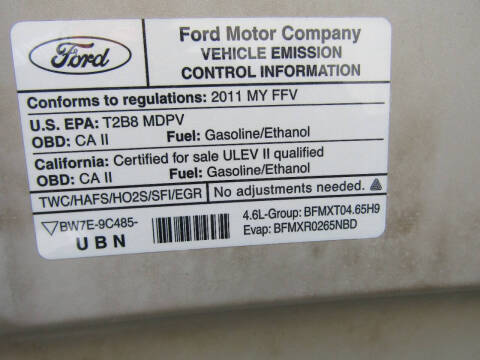 Ford
Ford Motor Company
VEHICLE EMISSION
CONTROL INFORMATION
Conforms to regulations: 2011 MY FFV
U.S. EPA: T2B8 MDPV
OBD: CA II Fuel: Gasoline/Ethanol
California: Certified for sale ULEV II qualified
OBD: CA II Fuel: Gasoline/Ethanol
TWC/HAFS/HO2S/SFI/EGR No adjustments needed.
BW7E-9C485-
UBN
4.6L-Group: BFMXT04.65H9
Evap: BFMXR0265NBD